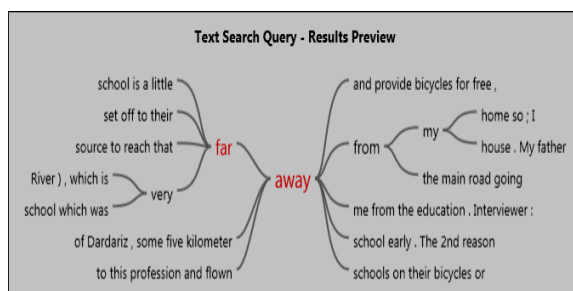 Text Search Query - Results Preview
school is a little
set off to their
source to reach that
far
River ) , which is
very
school which was
of Dardariz , some five kilometer
to this profession and flown
away
and provide bicycles for free ,
from
my
home so ; I
house . My father
the main road going
me from the education . Interviewer :
school early . The 2nd reason
schools on their bicycles or